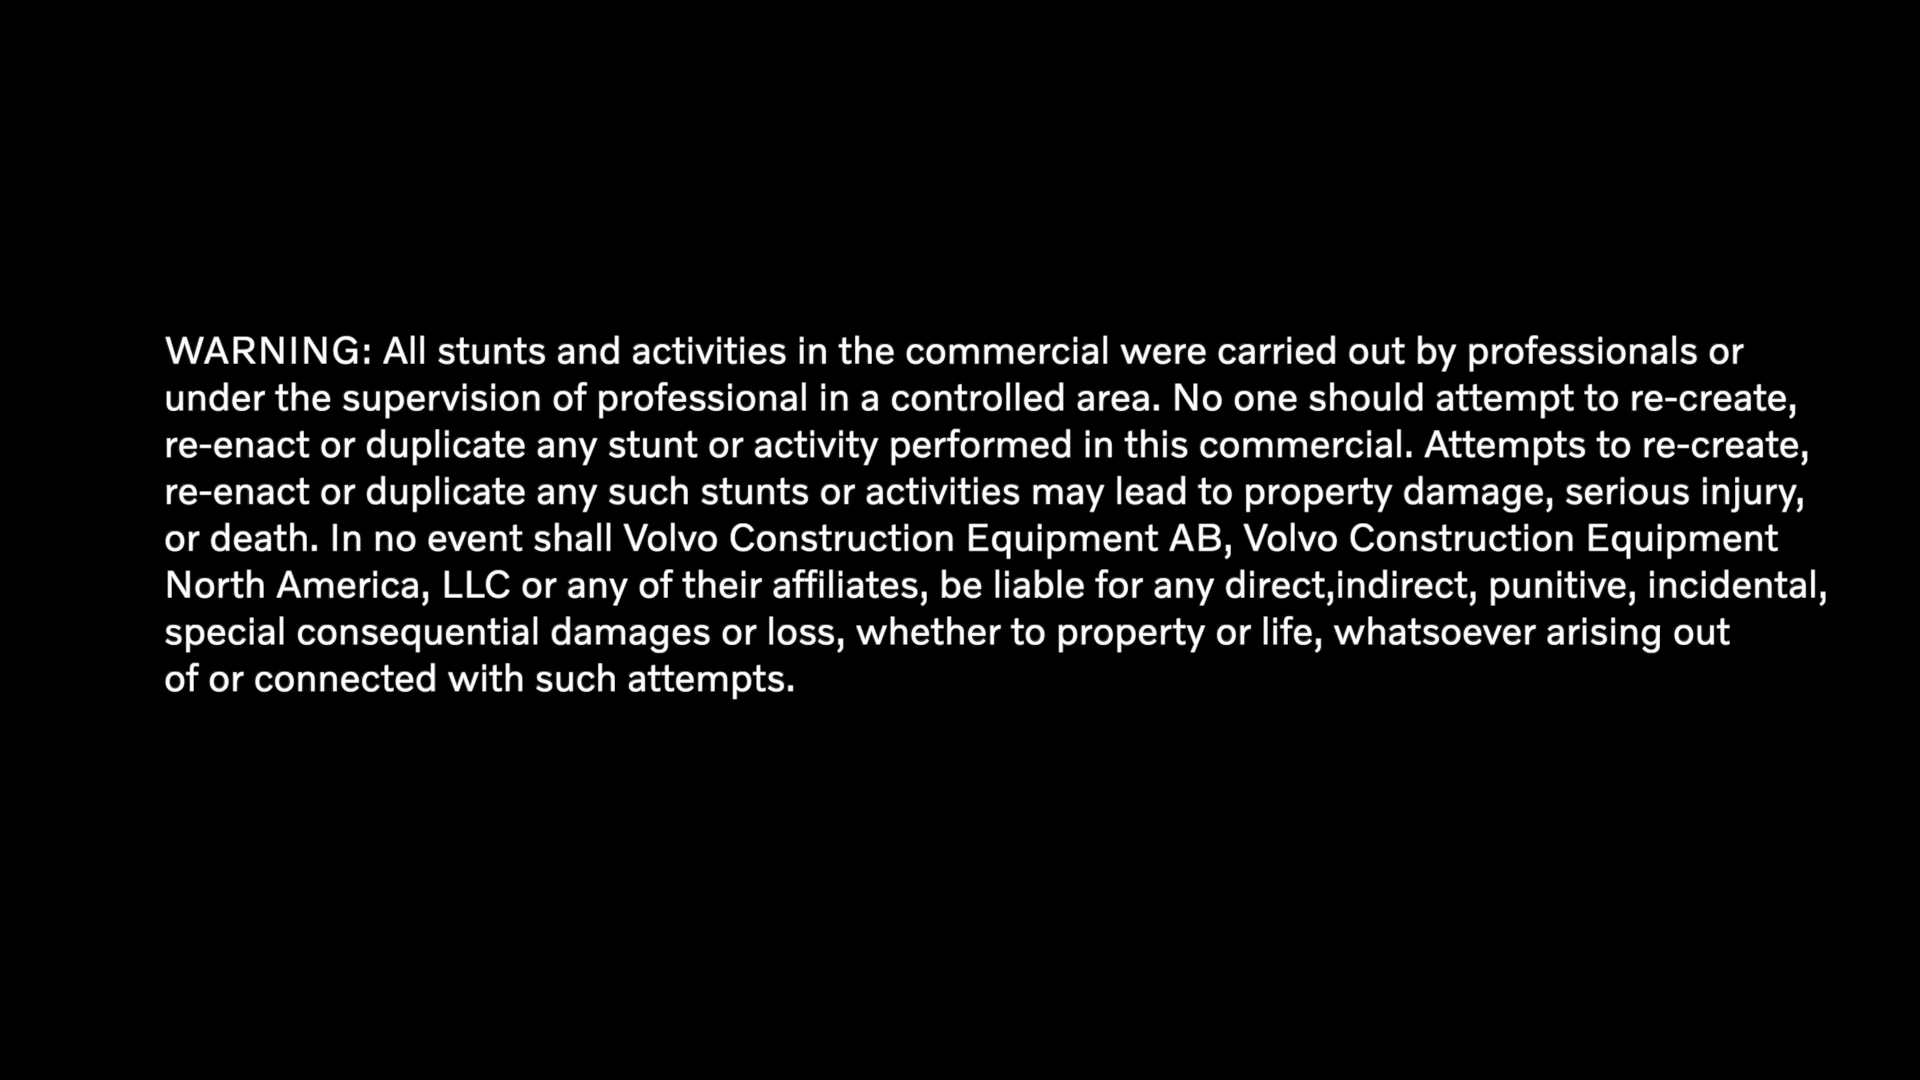 WARNING: All stunts and activities in the commercial were carried out by professionals or
under the supervision of professional in a controlled area. No one should attempt to re-create,
re-enact or duplicate any stunt or activity performed in this commercial. Attempts to re-create,
re-enact or duplicate any such stunts or activities may lead to property damage, serious injury,
or death. In no event shall Volvo Construction Equipment AB, Volvo Construction Equipment
North America, LLC or any of their affiliates, be liable for any direct,indirect, punitive, incidental,
special consequential damages or loss, whether to property or life, whatsoever arising out
of or connected with such attempts.